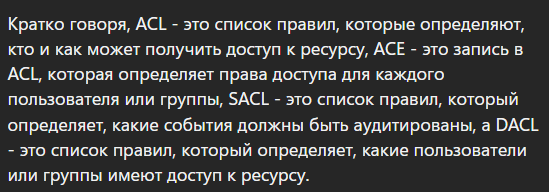 Кратко говоря, ACL - это список правил, которые определяют,
кто и как может получить доступ к ресурсу, ACE - это запись в
ACL, которая определяет права доступа для каждого
пользователя или группы, SACL - это список правил, который
определяет, какие события должны быть аудитированы, а DACL
- это список правил, который определяет, какие пользователи
или группы имеют доступ к ресурсу.